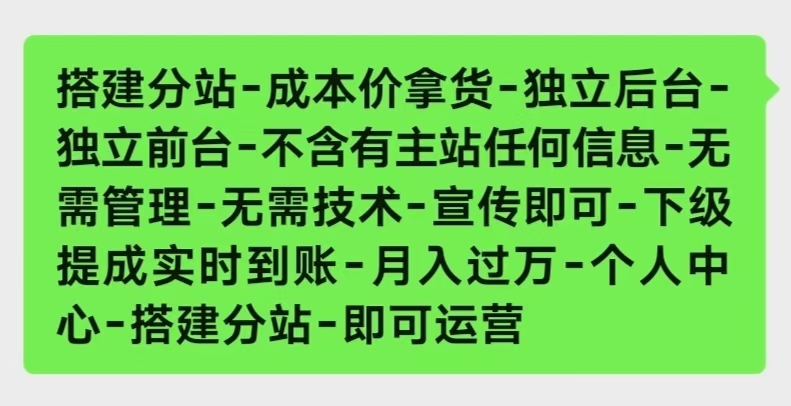 搭建分站-成本价拿货-独立后台-
独立前台-不含有主站任何信息-无
需管理-无需技术-宣传即可-下级
提成实时到账-月入过万-个人中
心-搭建分站-即可运营